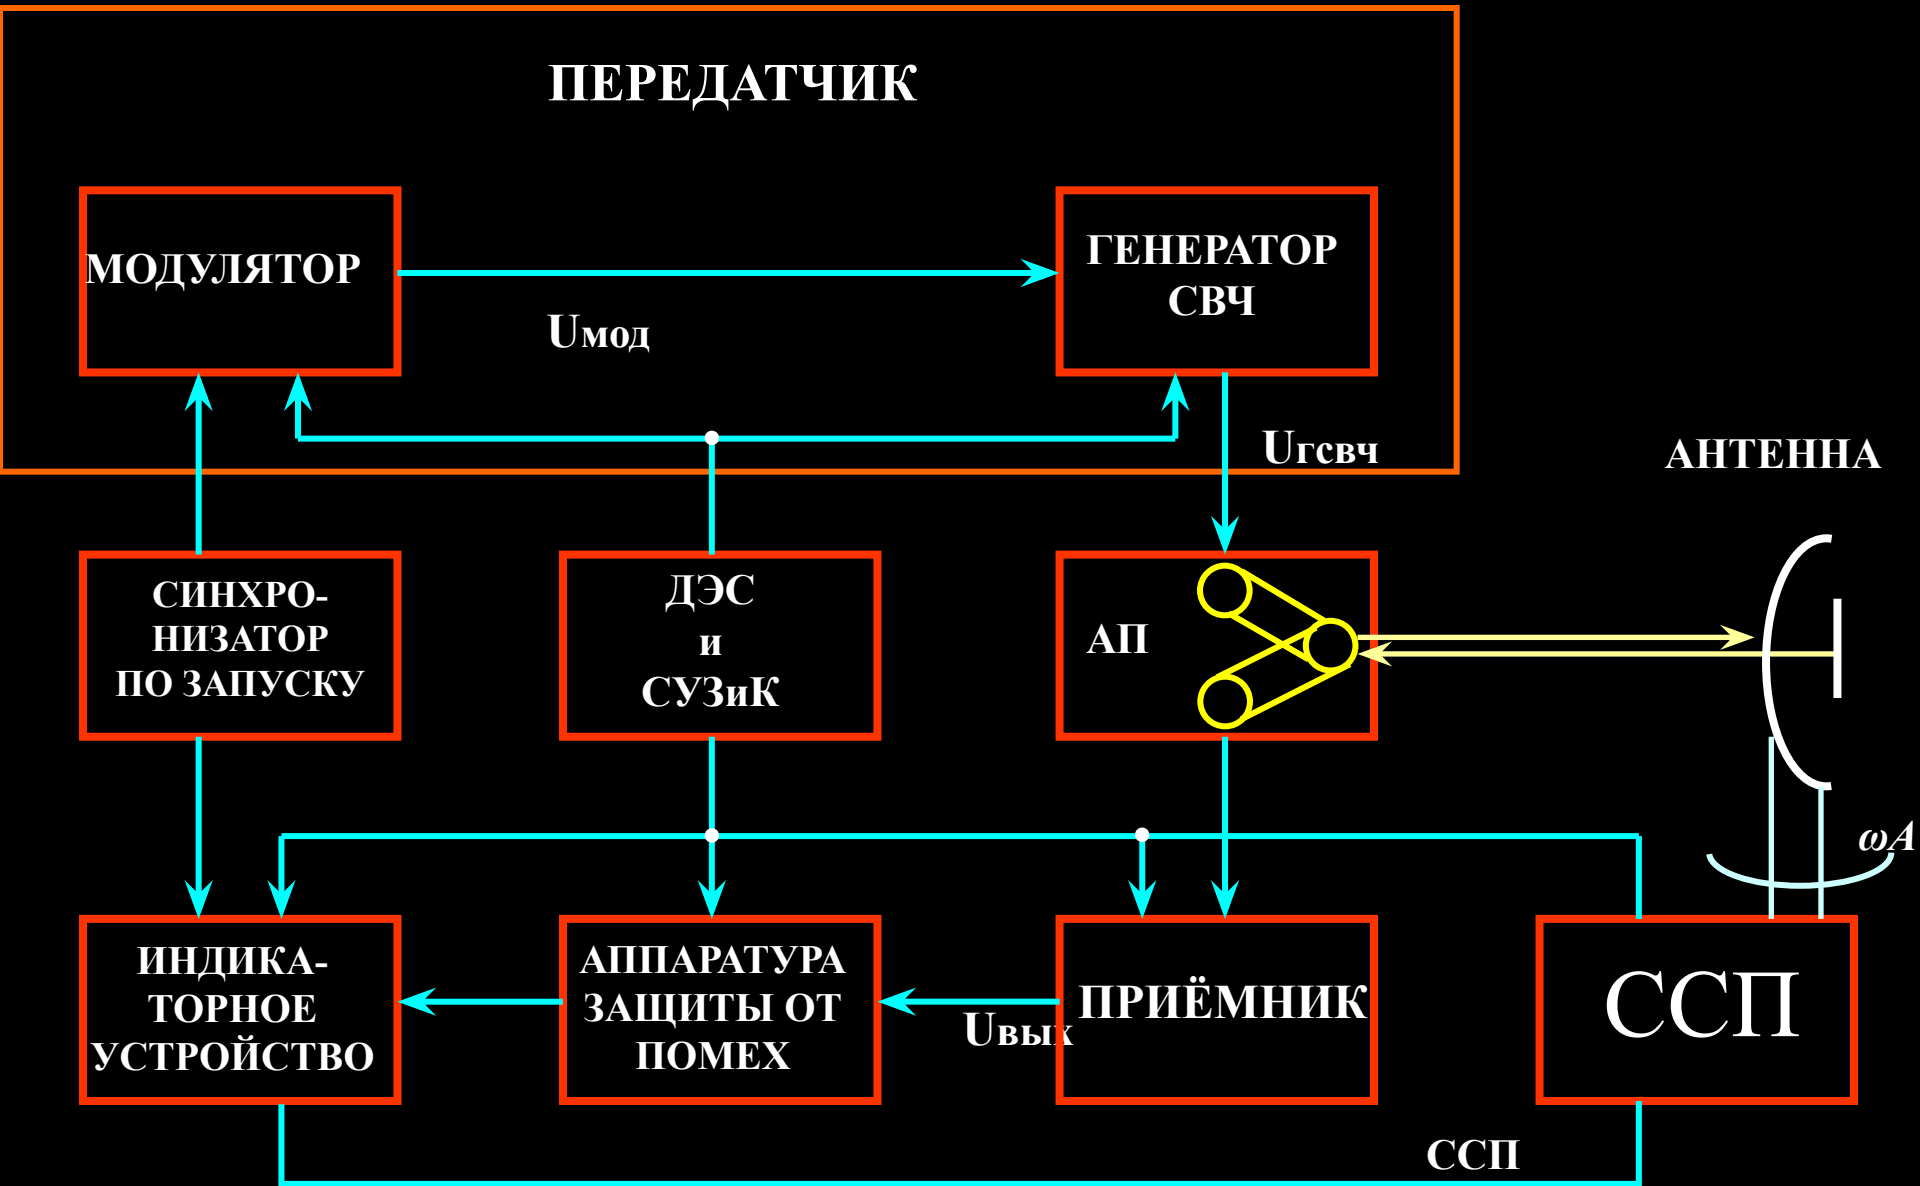 ПЕРЕДАТЧИК
МОДУЛЯТОР
ГЕНЕРАТОР
СВЧ
Uмод
Uгсвч
АНТЕННА
СИНХРО-
НИЗАТОР
ПО ЗАПУСКУ
ДЭС
и
СУЗиК
АП
ωА
ИНДИКА-
ТОРНОЕ
УСТРОЙСТВО
АППАРАТУРА
ЗАЩИТЫ ОТ
ПОМЕХ
Uвых
ПРИЁМНИК
ССП
ССП